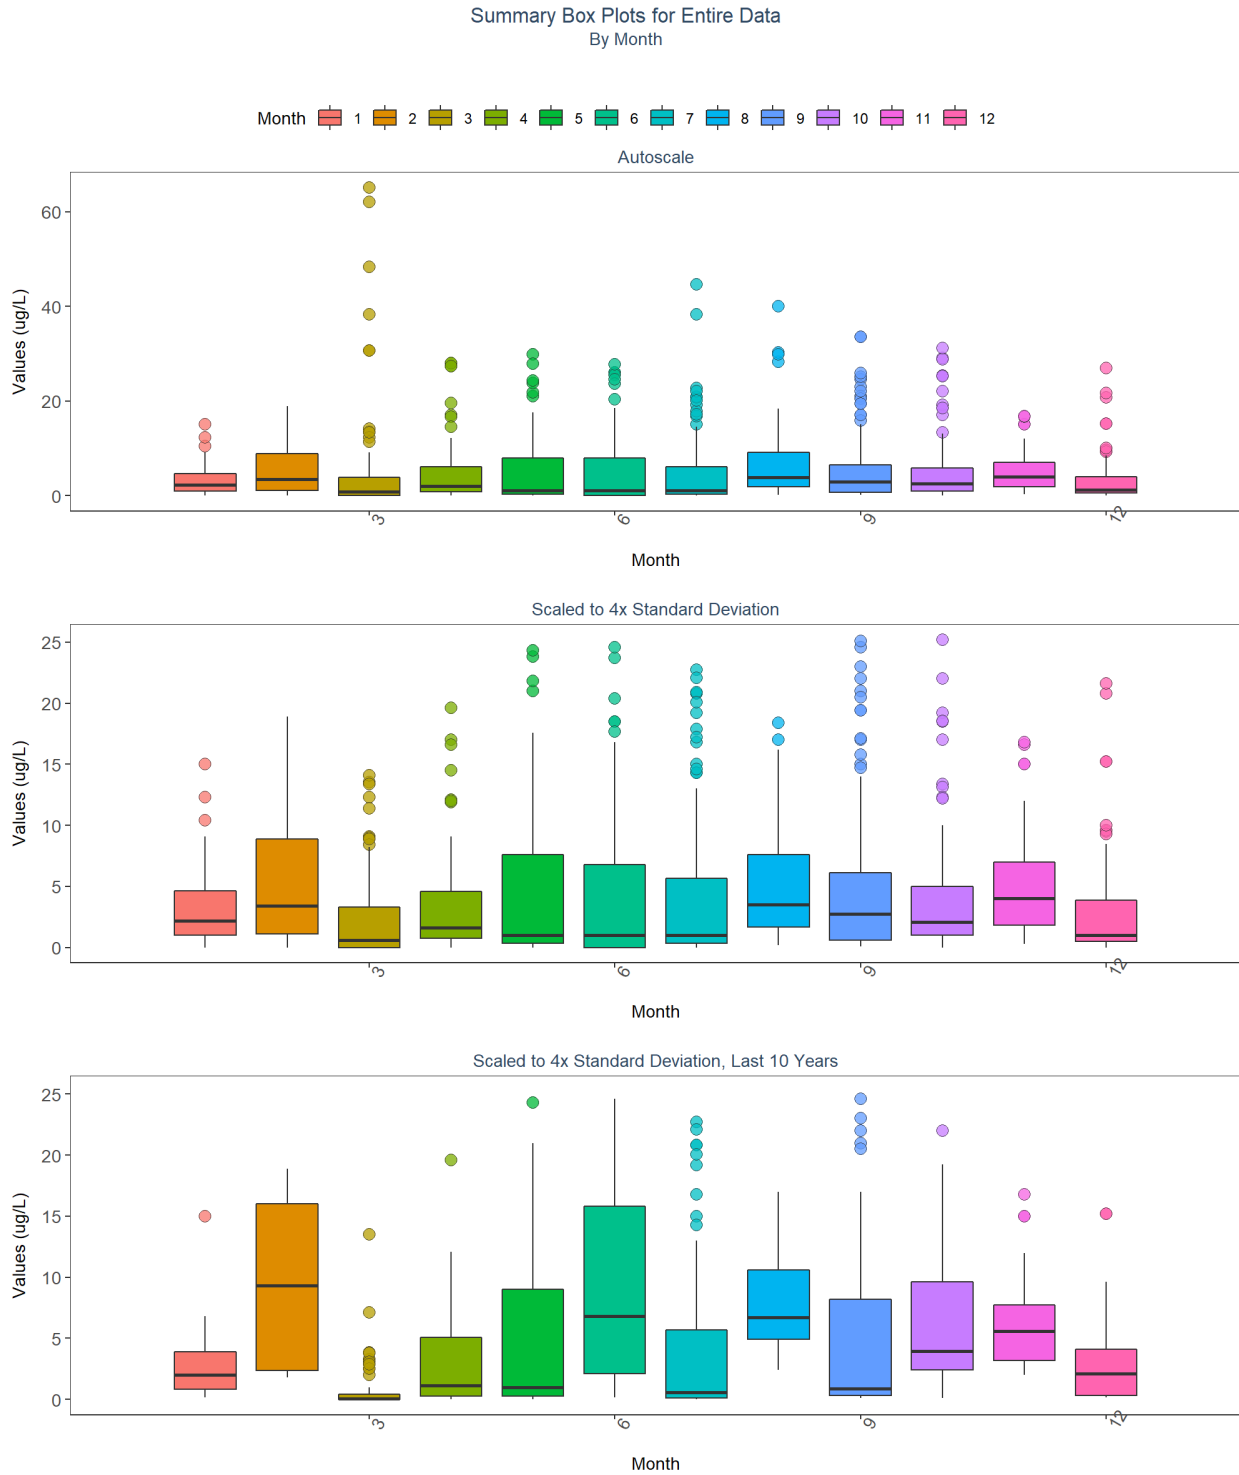 Summary Box Plots for Entire Data
By Month
Month 1 2 3 4 5 6 7 8 9 10 11 12
Autoscale
Values (ug/L)
60
40
20
0
3 6 9 12
Month
Scaled to 4x Standard Deviation
Values (ug/L)
25
20
15
10
5
0
3 6 9 12
Month
Scaled to 4x Standard Deviation, Last 10 Years
Values (ug/L)
25
20
15
10
5
0
3 6 9 12
Month